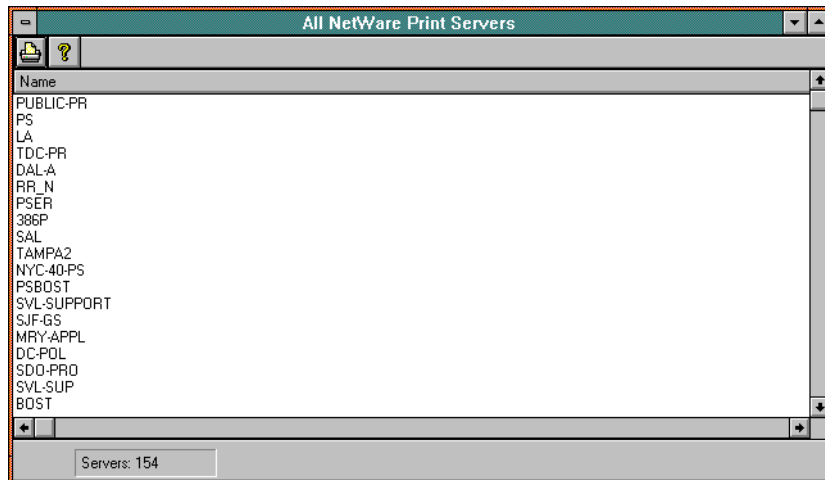 All NetWare Print Servers
?
Name
PUBLIC-PR
PS
LA
TDC-PR
DAL-A
RR_N
PSER
386P
SAL
TAMPA2
NYC-40-PS
PSBOST
SVL-SUPPORT
SJF-GS
MRY-APPL
DC-POL
SDO-PRO
SVL-SUP
BOST
Servers: 154